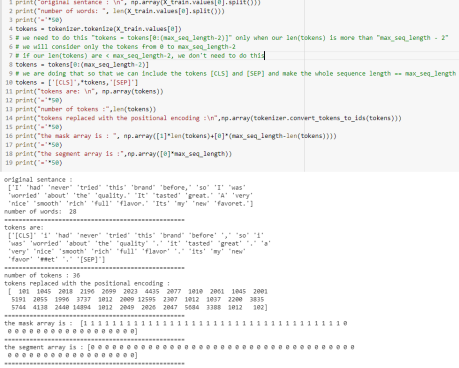 1 print("original sentance : \n", np.array(X_train.values[0].split()))
2 print("number of words: ", len(X_train.values[0].split()))
3 print('='*50)
4 tokens = tokenizer.tokenize(X_train.values[0])
5 # we need to do this "tokens = tokens[0:(max_seq_length-2)]" only when our len(tokens) is more than "max_seq_length - 2"
6 # we will consider only the tokens from 0 to max_seq_length-2
7 # if our len(tokens) are < max_seq_length-2, we don't need to do this
8 tokens = tokens[0:(max_seq_length-2)]
9 # we are doing that so that we can include the tokens [CLS] and [SEP] and make the whole sequence length == max_seq_length
10 tokens = ['[CLS]',*tokens,'[SEP]']
11 print("tokens are: \n", np.array(tokens))
12 print('='*50)
13 print("number of tokens :",len(tokens))
14 print("tokens replaced with the positional encoding :\n",np.array(tokenizer.convert_tokens_to_ids(tokens)))
15 print('='*50)
16 print("the mask array is : ", np.array([1]*len(tokens)+[0]*(max_seq_length-len(tokens))))
17 print('='*50)
18 print("the segment array is :",np.array([0]*max_seq_length))
19 print('='*50)
original sentance :
['I' 'had' 'never' 'tried' 'this' 'brand' 'before,' 'so' 'I' 'was'
'worried' 'about' 'the' 'quality.' 'It' 'tasted' 'great.' 'A' 'very'
'nice' 'smooth' 'rich' 'full' 'flavor.' 'Its' 'my' 'new' 'favoret.']
number of words: 28
==================================================
tokens are:
['[CLS]' 'i' 'had' 'never' 'tried' 'this' 'brand' 'before' ',' 'so' 'i'
'was' 'worried' 'about' 'the' 'quality' '.' 'it' 'tasted' 'great' '.' 'a'
'very' 'nice' 'smooth' 'rich' 'full' 'flavor' '.' 'its' 'my' 'new'
'favor' '##et' '.' '[SEP]']
==================================================
number of tokens : 36
tokens replaced with the positional encoding :
[ 101 1045 2018 2196 2699 2023 4435 2077 1010 2061 1045 2001
5191 2055 1996 3737 1012 2009 12595 2307 1012 1037 2200 3835
5744 4138 2440 14894 1012 2049 2026 2047 5684 3388 1012 102]
==================================================
the mask array is : [1 1 1 1 1 1 1 1 1 1 1 1 1 1 1 1 1 1 1 1 1 1 1 1 1 1 1 1 1 1 1 1 1 1 1 1 0
0 0 0 0 0 0 0 0 0 0 0 0 0 0 0 0 0 0]
==================================================
the segment array is : [0 0 0 0 0 0 0 0 0 0 0 0 0 0 0 0 0 0 0 0 0 0 0 0 0 0 0 0 0 0 0 0 0 0 0 0 0
0 0 0 0 0 0 0 0 0 0 0 0 0 0 0 0 0 0]
==================================================